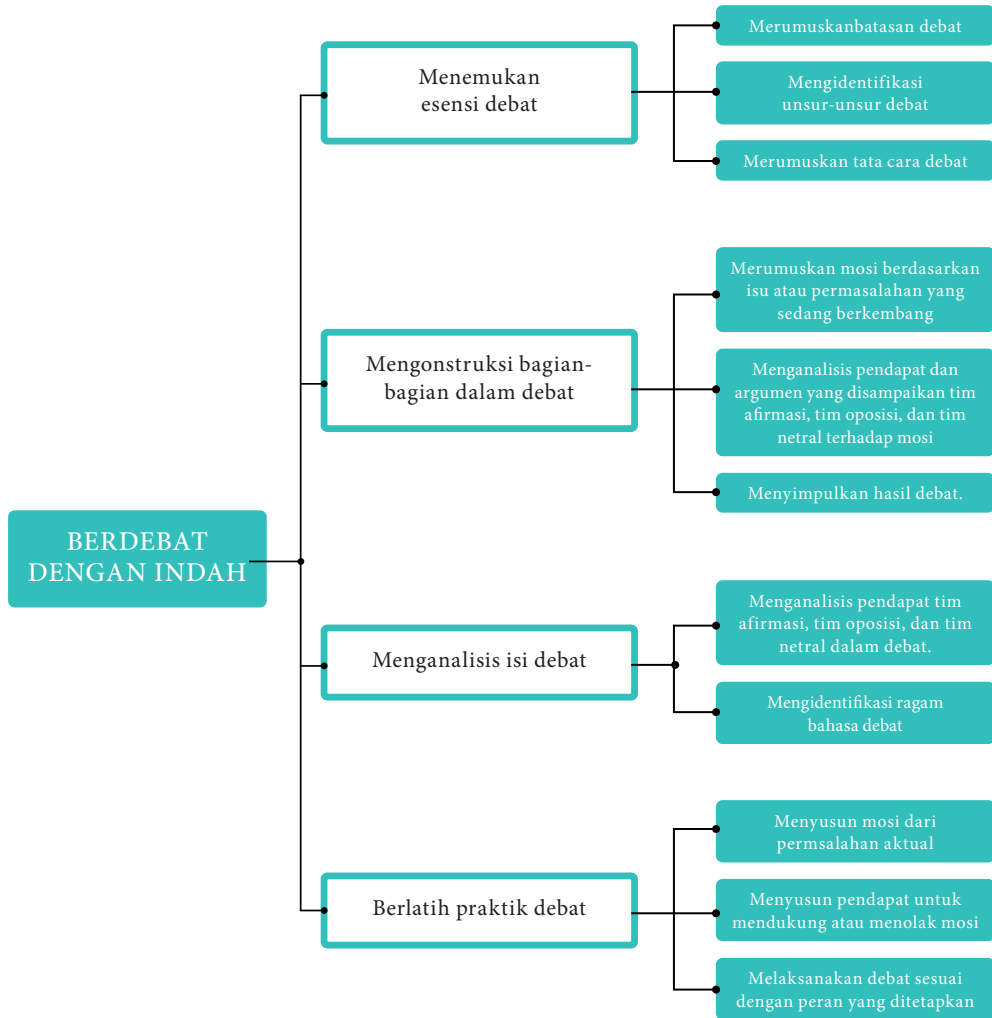 BERDEBAT
DENGAN INDAH
Menemukan
esensi debat
Merumuskanbatasan debat
Mengidentifikasi
unsur-unsur debat
Merumuskan tata cara debat
Mengonstruksi bagian-
bagian dalam debat
Merumuskan mosi berdasarkan
isu atau permasalahan yang
sedang berkembang
Menganalisis pendapat dan
argumen yang disampaikan tim
afirmasi, tim oposisi, dan tim
netral terhadap mosi
Menyimpulkan hasil debat.
Menganalisis isi debat
Menganalisis pendapat tim
afirmasi, tim oposisi, dan tim
netral dalam debat.
Mengidentifikasi ragam
bahasa debat
Berlatih praktik debat
Menyusun mosi dari
permsalahan aktual
Menyusun pendapat untuk
mendukung atau menolak mosi
Melaksanakan debat sesuai
dengan peran yang ditetapkan